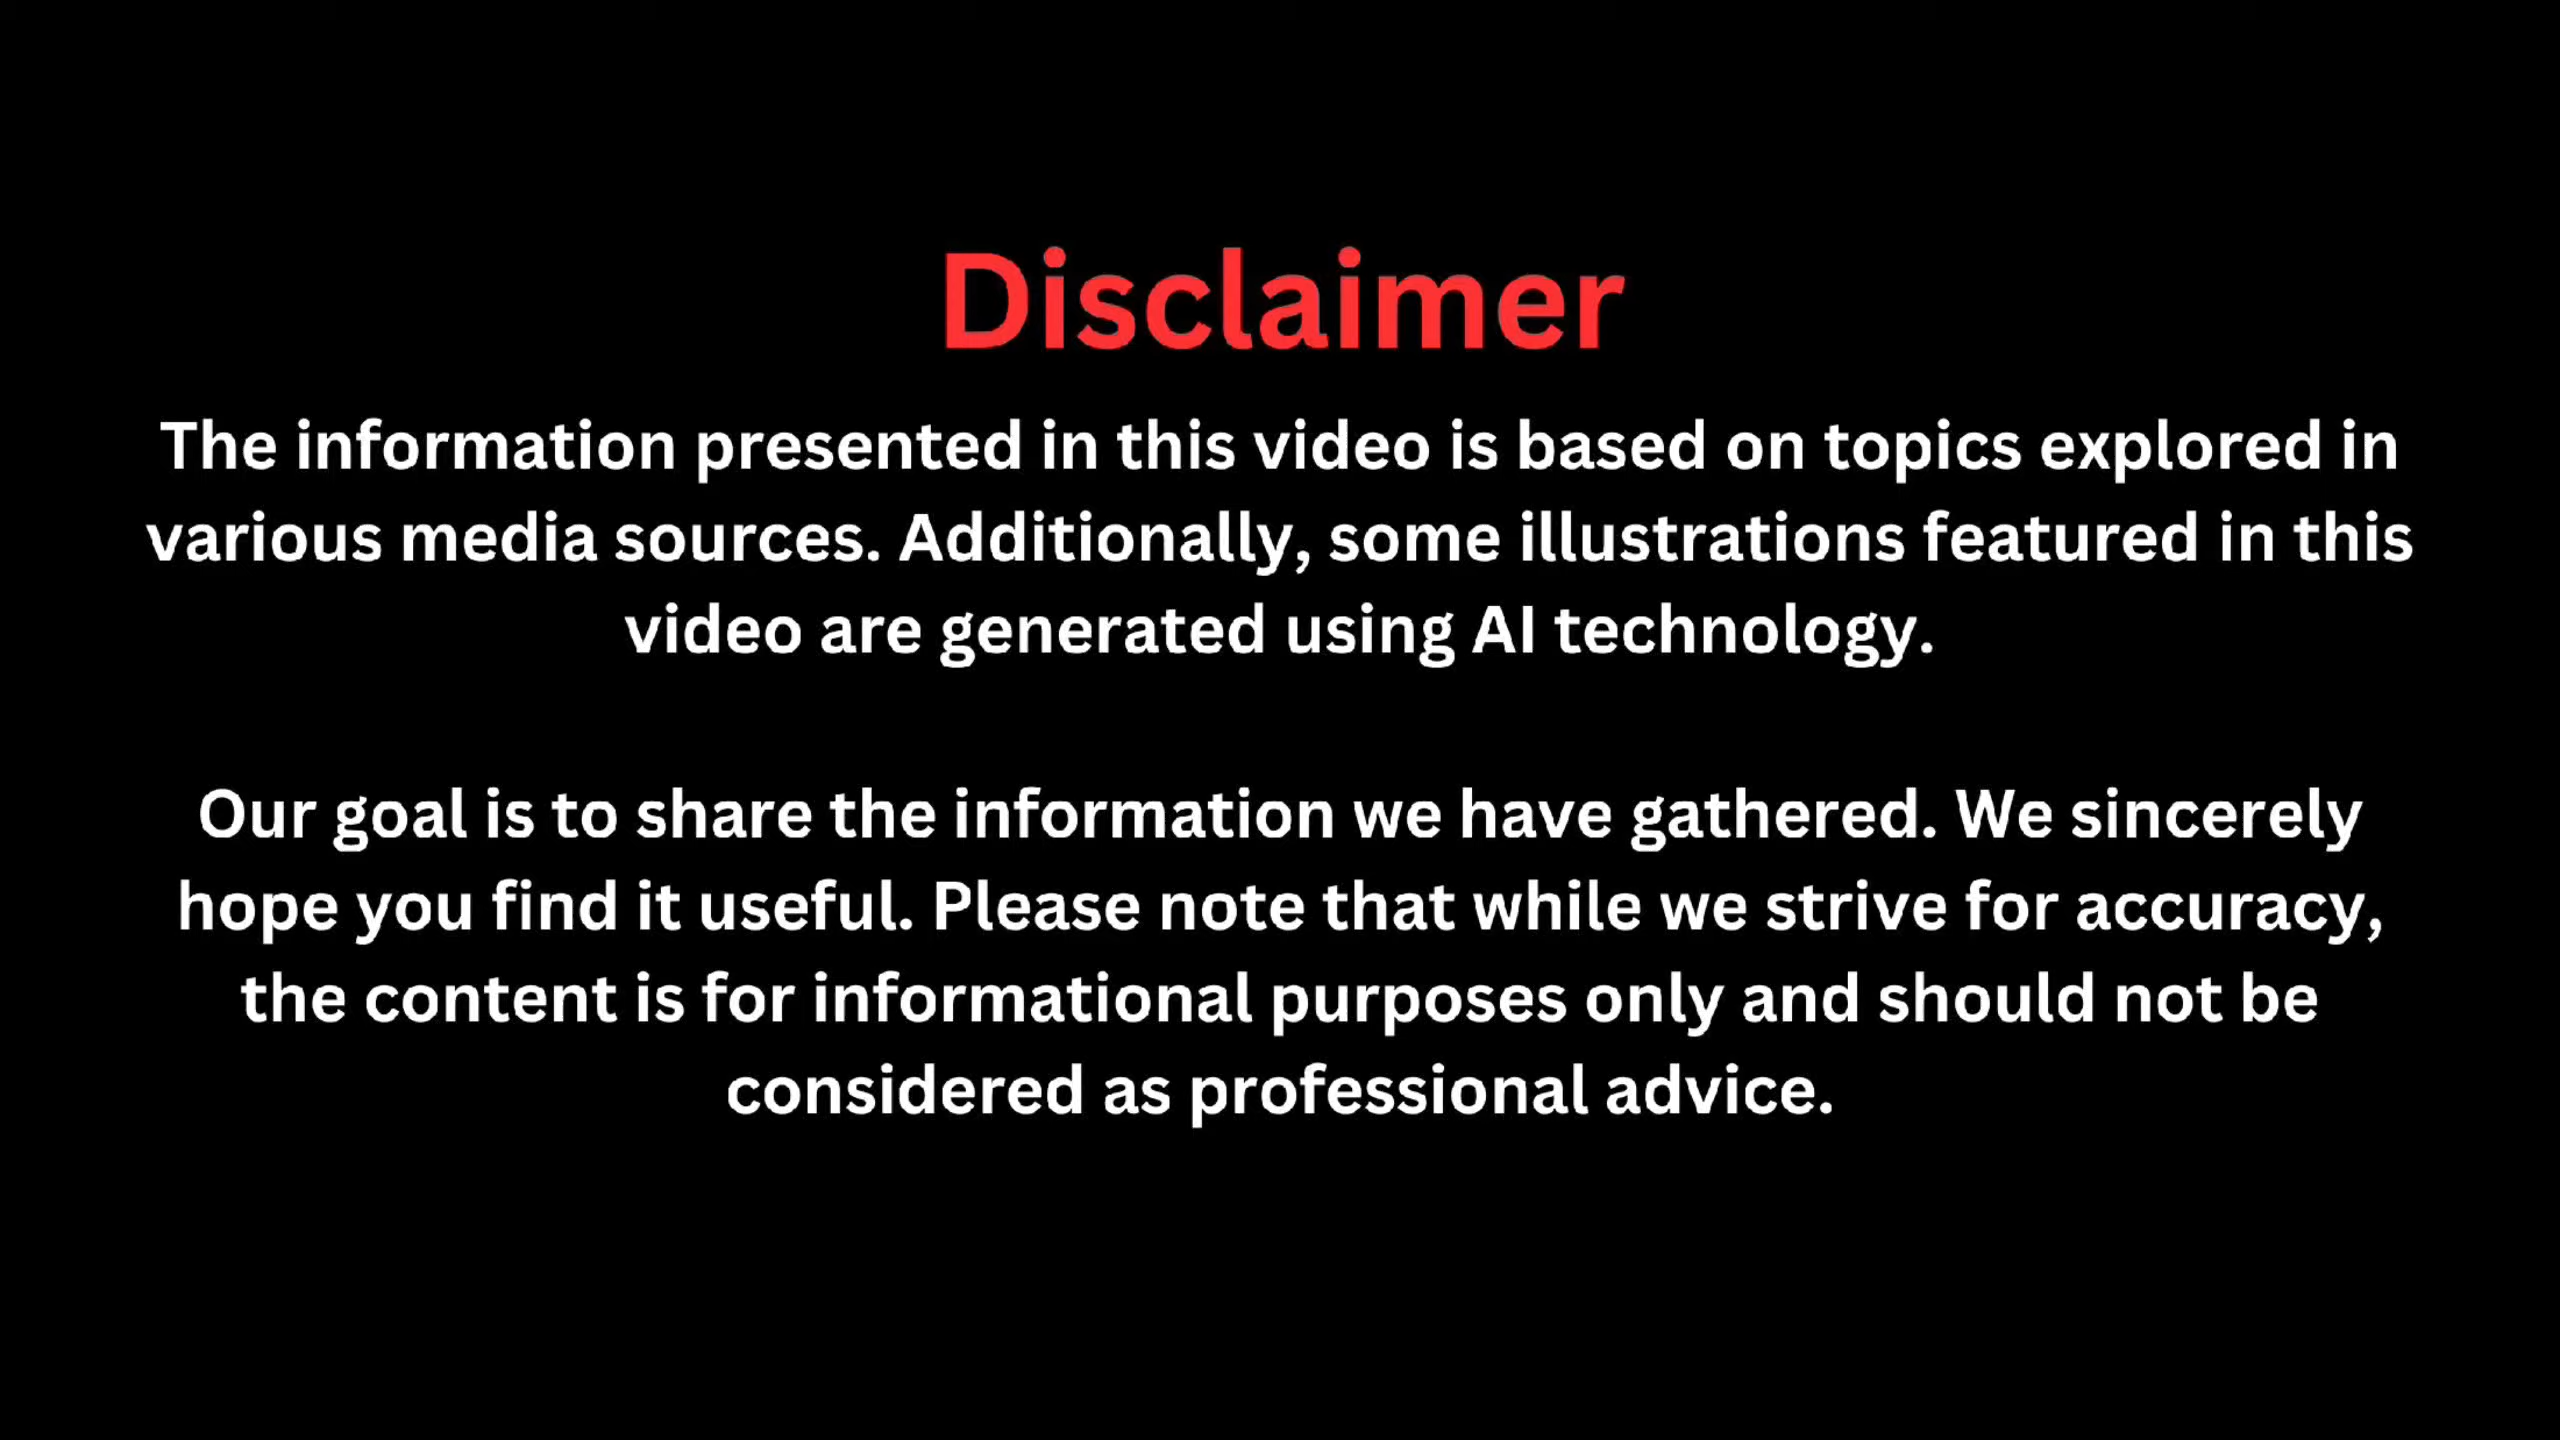 Disclaimer
The information presented in this video is based on topics explored in
various media sources. Additionally, some illustrations featured in this
video are generated using AI technology.
Our goal is to share the information we have gathered. We sincerely
hope you find it useful. Please note that while we strive for accuracy,
the content is for informational purposes only and should not be
considered as professional advice.